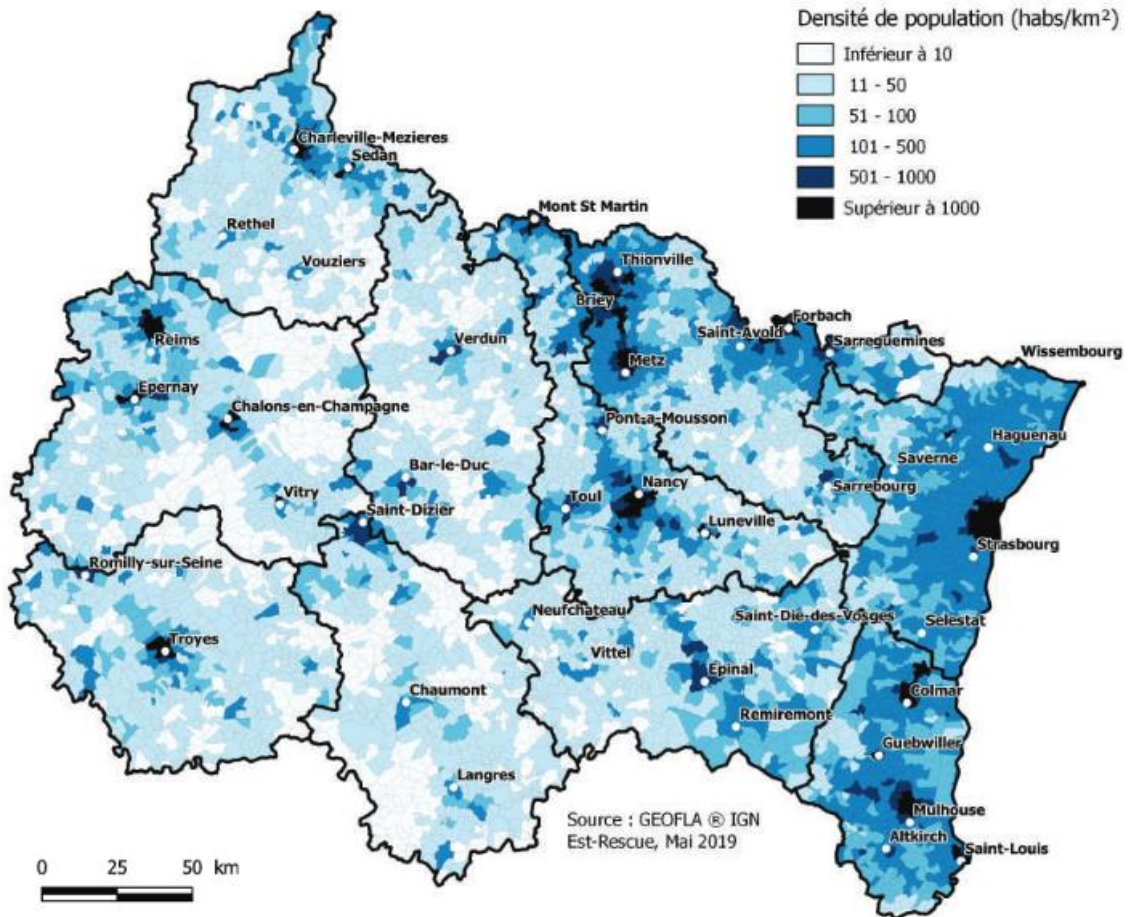 Densité de population (habs/km²)
Inférieur à 10
11 - 50
51 - 100
101 - 500
501 - 1000
Supérieur à 1000
Charleville-Mezieres
Sedan
Mont St Martin
Rethel
Thionville
Vouziers
Briey
Forbach
Saint-Avold
Reims
Verdun
Sarreguemines
Wissembourg
Metz
Epernay
Chalons-en-Champagne
Pont-a-Mousson
Haguenau
Saverne
Bar-le-Duc
Sarrebourg
Vitry
Nancy
Toul
Saint-Dizier
Luneville
Strasbourg
Romilly-sur-Seine
Neufchateau
Saint-Die-des-Vosges
Selestat
Troyes
Vittel
Epinal
Chaumont
Colmar
Remiremont
Guebwiller
Langres
Mulhouse
Source : GEOFLA ® IGN
Est-Rescue, Mai 2019
Altkirch
Saint-Louis
0 25 50 km